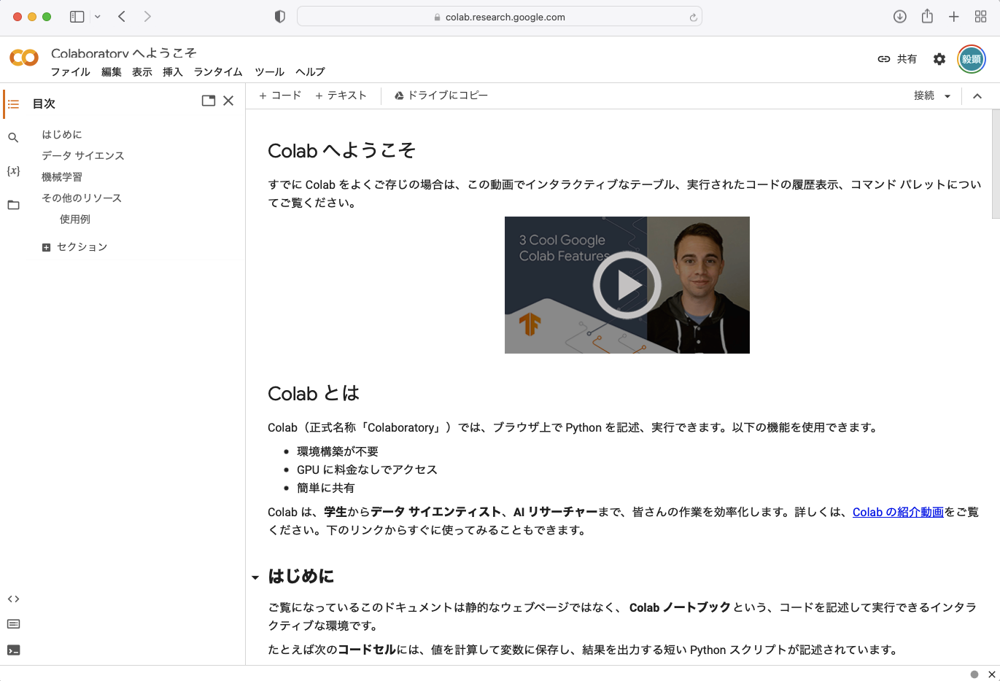 colab.research.google.com
Colaboratory へようこそ
ファイル 編集 表示 挿入 ランタイム ツール ヘルプ
共有
毅顕
目次
はじめに
データ サイエンス
機械学習
その他のリソース
使用例
セクション
{x}
+ コード + テキスト ドライブにコピー
接続
Colab へようこそ
すでに Colab をよくご存じの場合は、この動画でインタラクティブなテーブル、実行されたコードの履歴表示、コマンド パレットについ
てご覧ください。
3 Cool Google
Colab Features
Colab とは
Colab（正式名称「Colaboratory」）では、ブラウザ上で Python を記述、実行できます。以下の機能を使用できます。
• 環境構築が不要
• GPU に料金なしでアクセス
• 簡単に共有
Colab は、学生からデータ サイエンティスト、AI リサーチャーまで、皆さんの作業を効率化します。詳しくは、Colab の紹介動画をご覧
ください。下のリンクからすぐに使ってみることもできます。
はじめに
ご覧になっているこのドキュメントは静的なウェブページではなく、 Colab ノートブック という、コードを記述して実行できるインタラ
クティブな環境です。
たとえば次のコードセルには、値を計算して変数に保存し、結果を出力する短い Python スクリプトが記述されています。